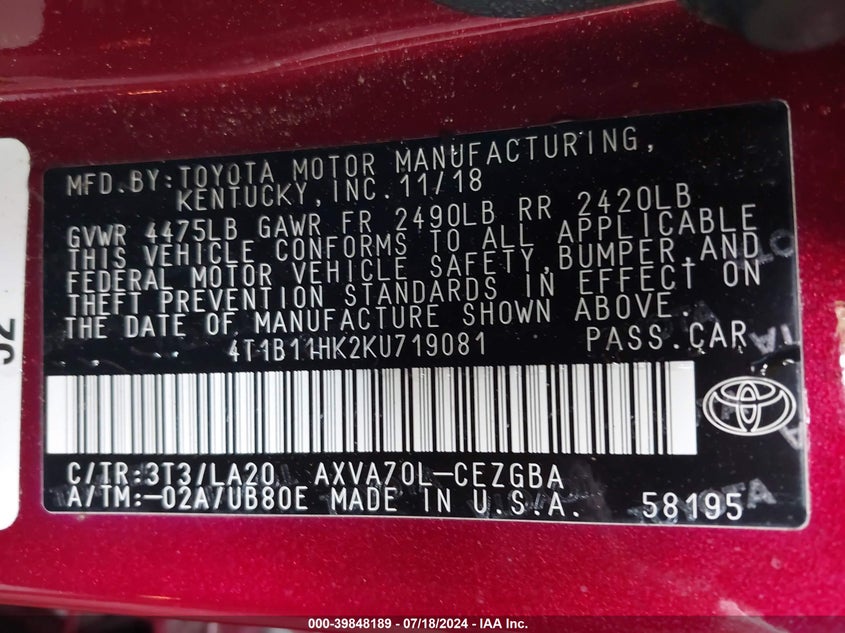 MFD.BY:TOYOTA MOTOR MANUFACTURING,
KENTUCKY,INC.11/18
GVWR 4475LB GAWR FR 2490LB RR 2420LB
THIS VEHICLE CONFORMS TO ALL APPLICABLE
FEDERAL MOTOR VEHICLE SAFETY,BUMPER,AND
THEFT PREVENTION STANDARDS IN EFFECT ON
THE DATE OF MANUFACTURE SHOWN ABOVE.
4T1B11HK2KU719081 PASS.CAR
C/TR:3T3/LA20 AXVA70L-CEZGBA
A/TM:-02A/UB80E MADE IN U.S.A. 58195
000-39848189 - 07/18/2024 - IAA Inc.